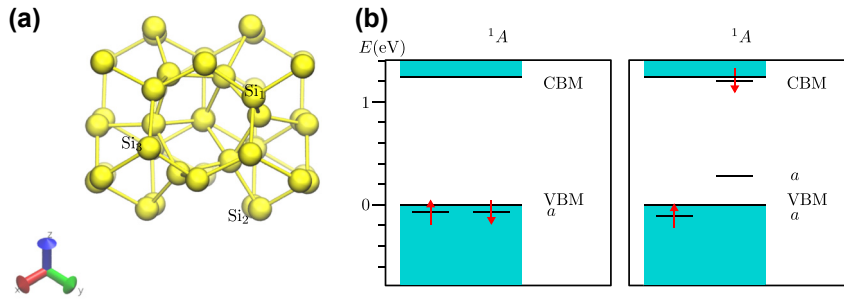 (a)
Si1
Si3
Si2
z
x
y
(b)
E(eV)
1
0
¹A
CBM
VBM
a
¹A
CBM
a
VBM
a